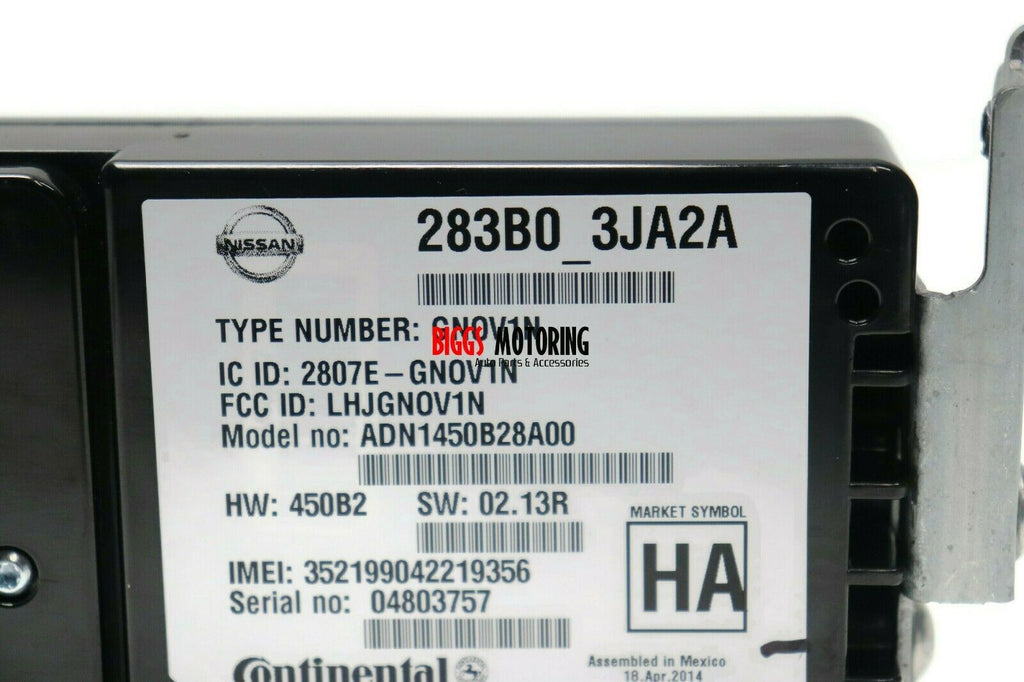 NISSAN
283B0_3JA2A
TYPE NUMBER: GNOV1N
BIGGS MOTORING
Auto Parts & Accessories
IC ID: 2807E-GNOV1N
FCC ID: LHJGNOV1N
Model no: ADN1450B28A00
HW: 450B2 SW: 02.13R
MARKET SYMBOL
HA
IMEI: 352199042219356
Serial no: 04803757
Continental
Assembled in Mexico
18.Apr.2014